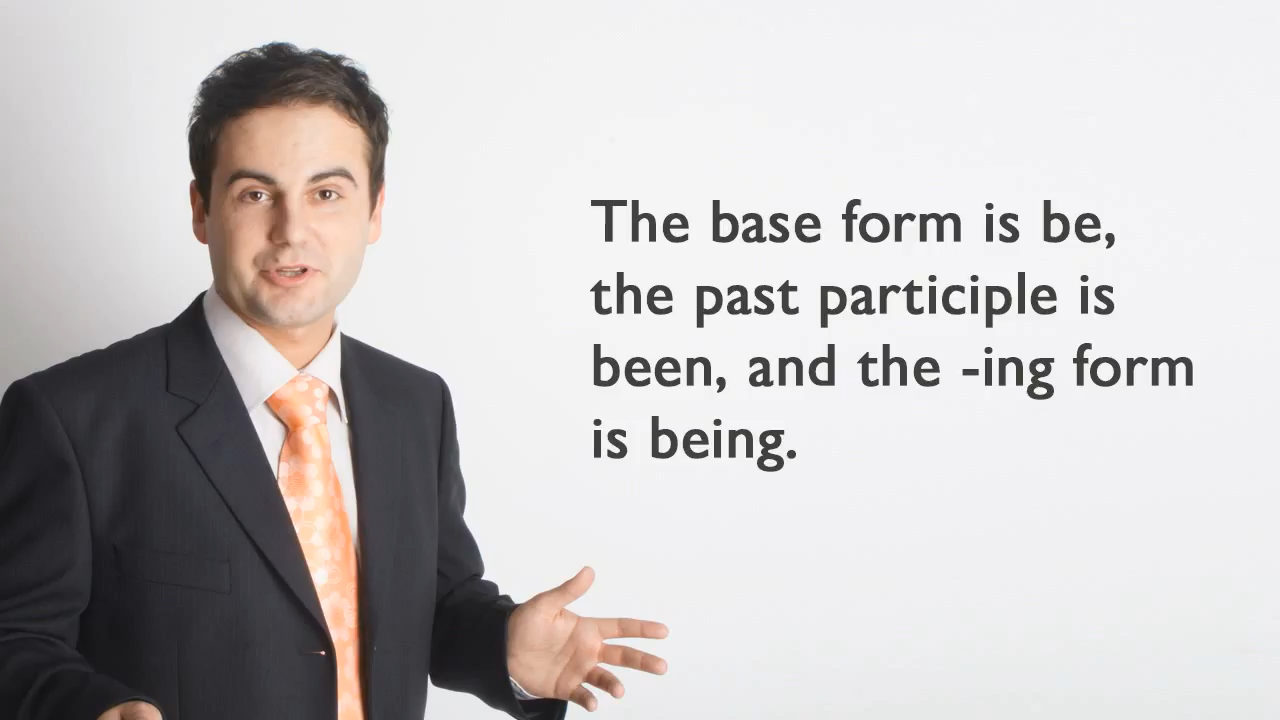 The base form is be,
the past participle is
been, and the -ing form
is being.